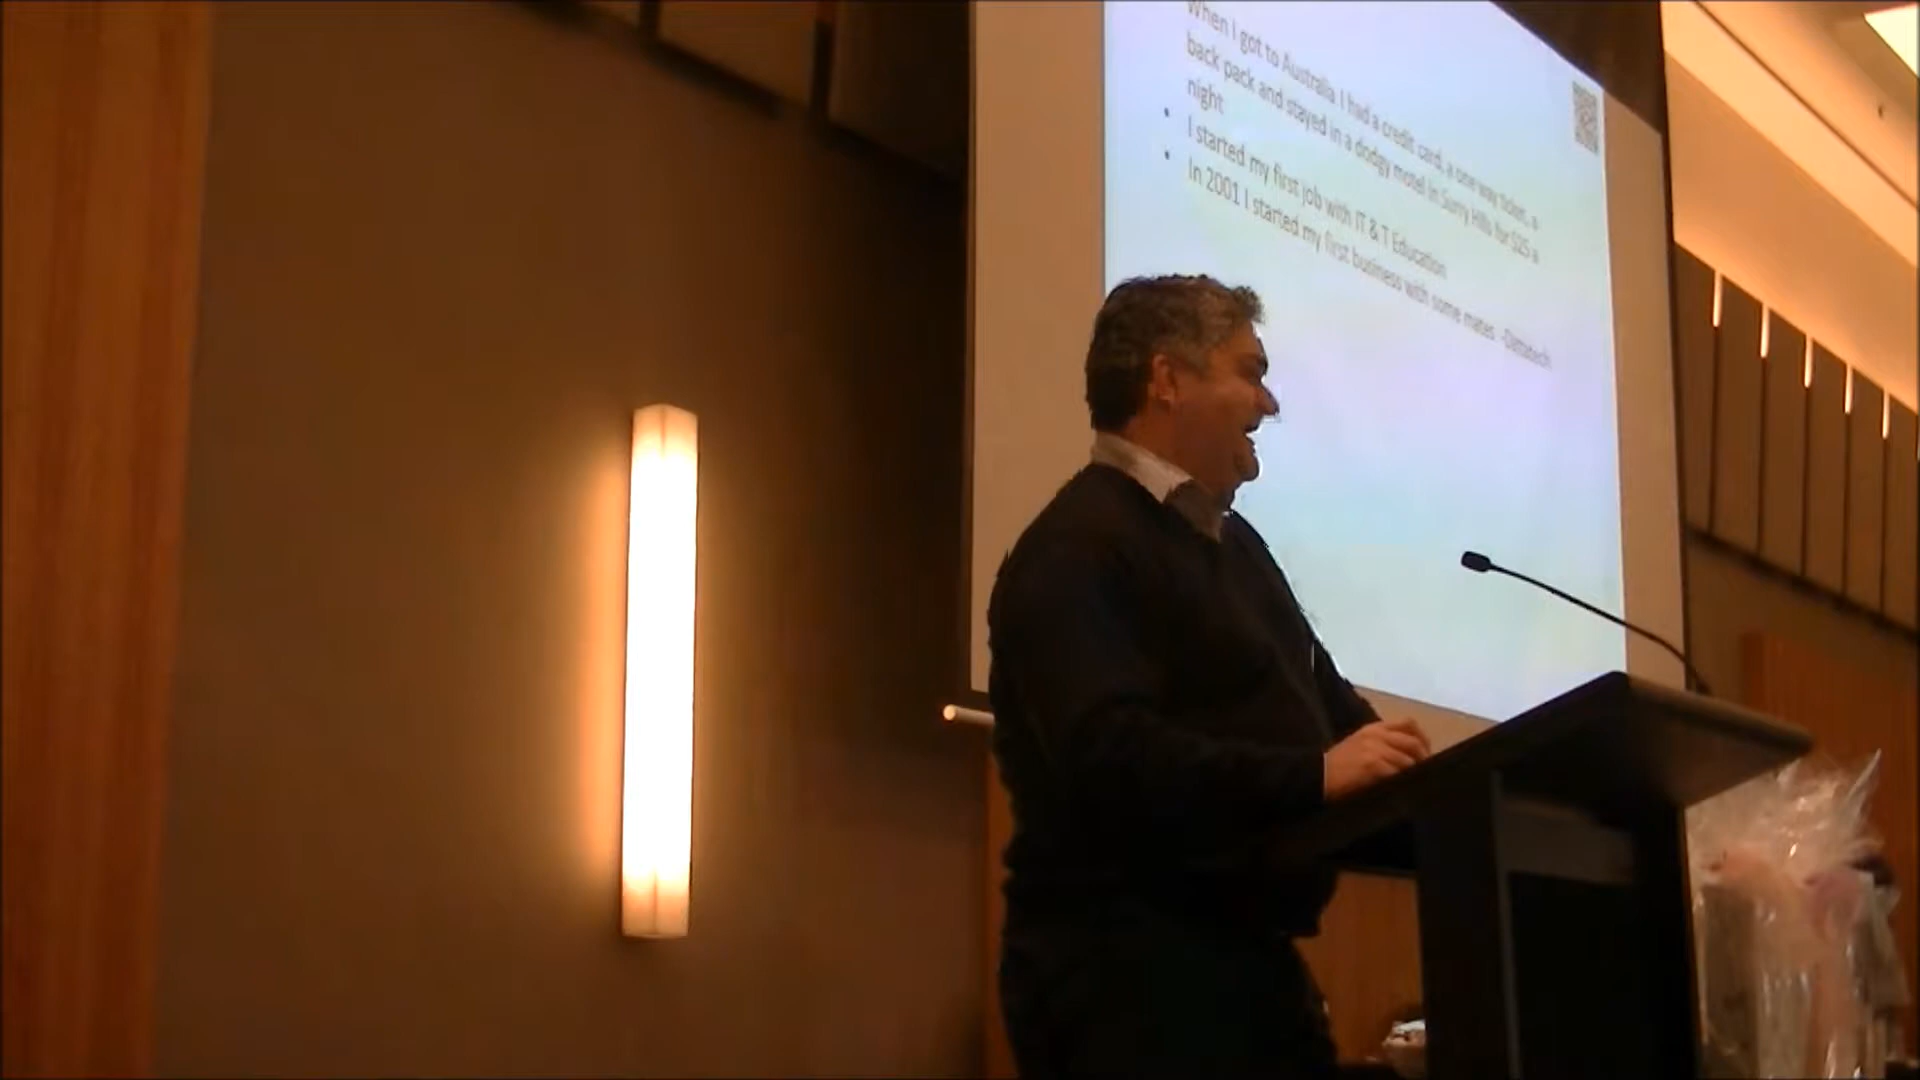 When I got to Australia I had a credit card, a one way ticket, a
back pack and stayed in a dodgy motel in Surry Hills for $25 a
night
• I started my first job with IT & T Education
• In 2001 I started my first business with some mates -